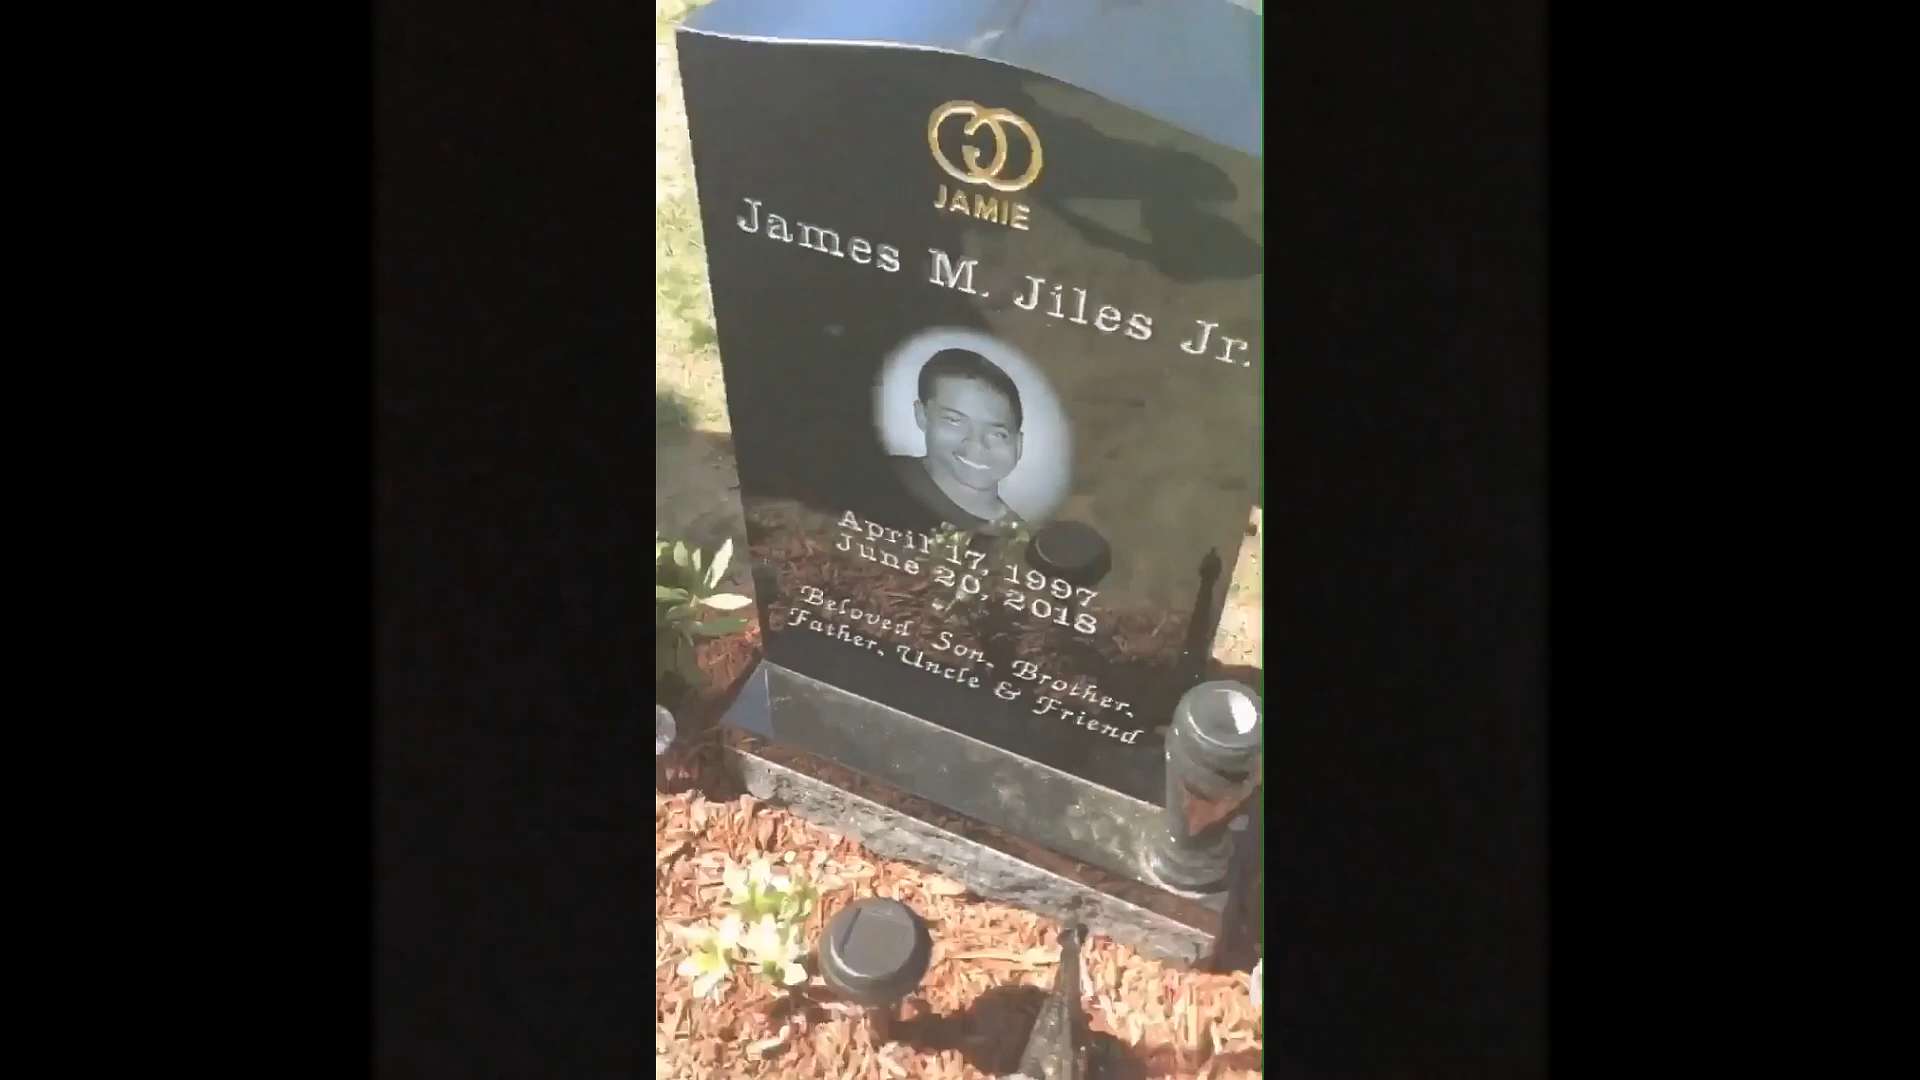 JAMIE
James M. Jiles Jr.
April 17, 1997
June 20, 2018
Beloved Son, Brother,
Father, Uncle & Friend